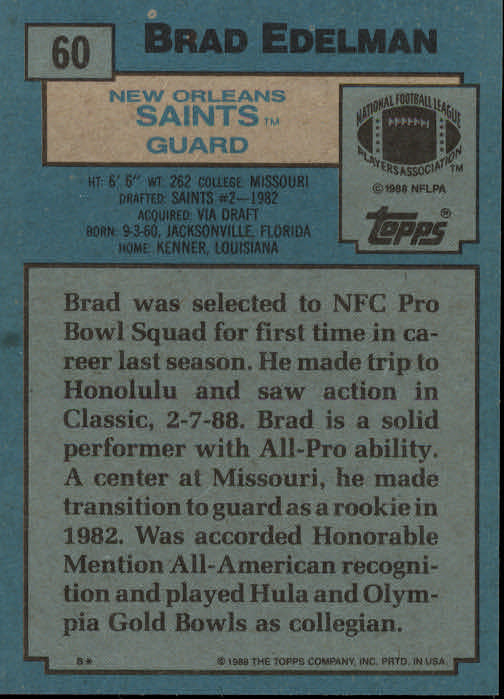 60
BRAD EDELMAN
NEW ORLEANS
SAINTS™
GUARD
NATIONAL FOOTBALL LEAGUE
PLAYERS ASSOCIATION™
©1988 NFLPA
topps®
HT: 6' 6" WT: 262 COLLEGE: MISSOURI
DRAFTED: SAINTS #2—1982
ACQUIRED: VIA DRAFT
BORN: 9-3-60, JACKSONVILLE, FLORIDA
HOME: KENNER, LOUISIANA
Brad was selected to NFC Pro
Bowl Squad for first time in ca-
reer last season. He made trip to
Honolulu and saw action in
Classic, 2-7-88. Brad is a solid
performer with All-Pro ability.
A center at Missouri, he made
transition to guard as a rookie in
1982. Was accorded Honorable
Mention All-American recogni-
tion and played Hula and Olym-
pia Gold Bowls as collegian.
B* © 1988 THE TOPPS COMPANY, INC. PRTD. IN USA